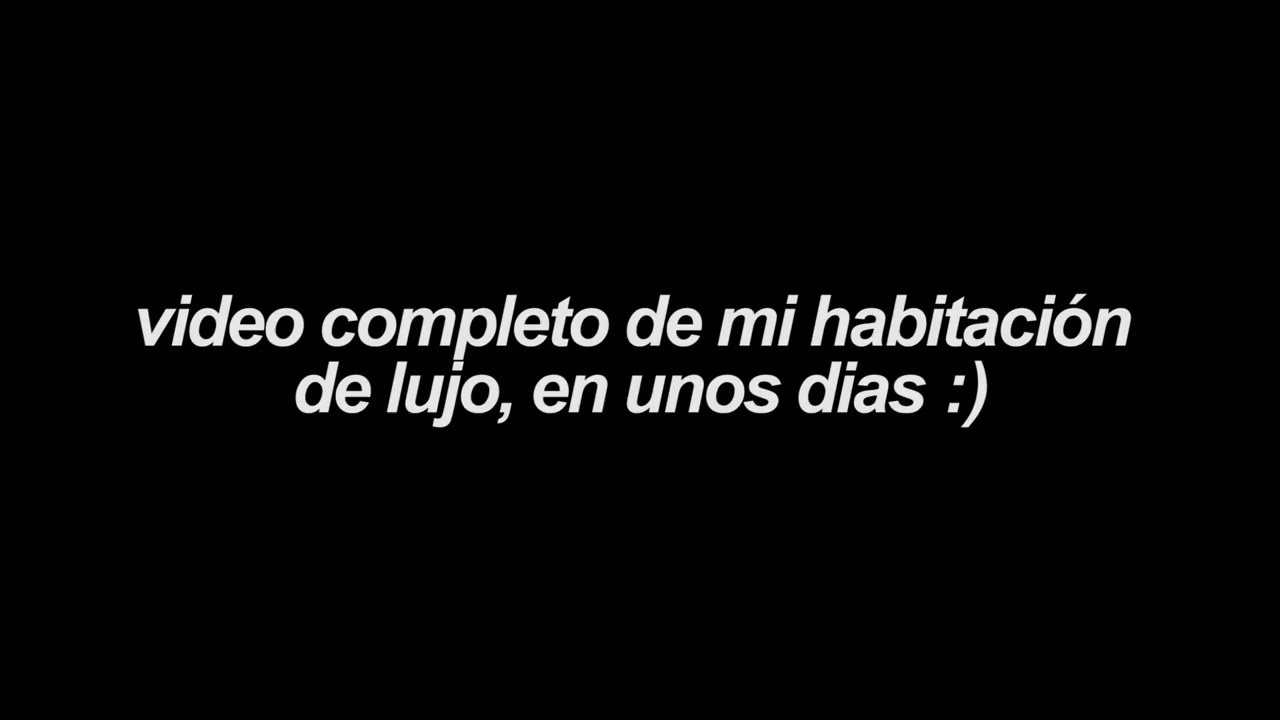 video completo de mi habitación
de lujo, en unos dias :)